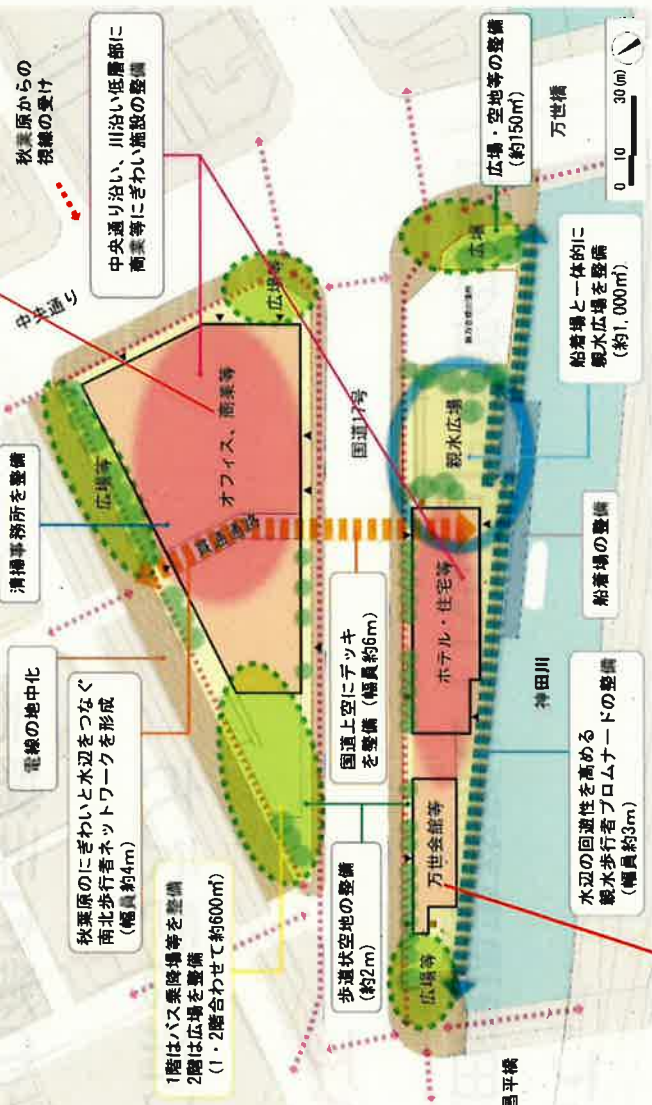 秋葉原からの
視線の受け
中央通り沿い、川沿い低層部に
商業等にぎわい施設の整備
中央通り
清掃事務所を整備
電線の地中化
秋葉原のにぎわいと水辺をつなぐ
南北歩行者ネットワークを形成
(幅員約4m)
1階はバス乗降場等を整備
2階は広場を整備
(1・2階合わせて約600㎡)
広場等
オフィス、商業等
貫通通路
広場等
国道17号
国道上空にデッキ
を整備(幅員約6m)
歩道状空地の整備
(約2m)
広場等
万世会館等
ホテル・住宅等
親水広場
広場
広場・空地等の整備
(約150㎡)
万世橋
船着場と一体的に
親水広場を整備
(約1,000㎡)
船着場の整備
神田川
水辺の回遊性を高める
親水歩行者プロムナードの整備
(幅員約3m)
昌平橋
0 10 30(m)